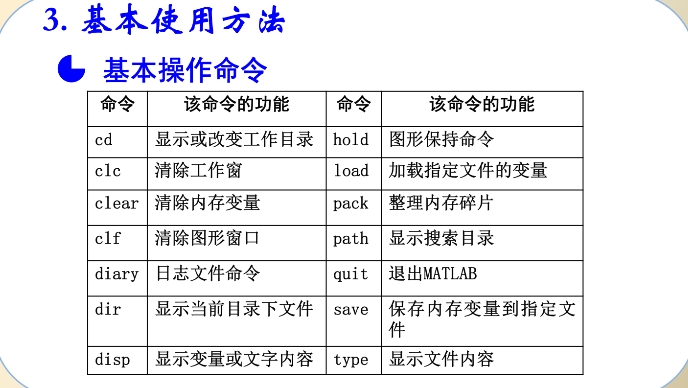 3. 基本使用方法
基本操作命令
命令 该命令的功能 命令 该命令的功能
cd 显示或改变工作目录 hold 图形保持命令
clc 清除工作窗 load 加载指定文件的变量
clear 清除内存变量 pack 整理内存碎片
clf 清除图形窗口 path 显示搜索目录
diary 日志文件命令 quit 退出MATLAB
dir 显示当前目录下文件 save 保存内存变量到指定文
件
disp 显示变量或文字内容 type 显示文件内容